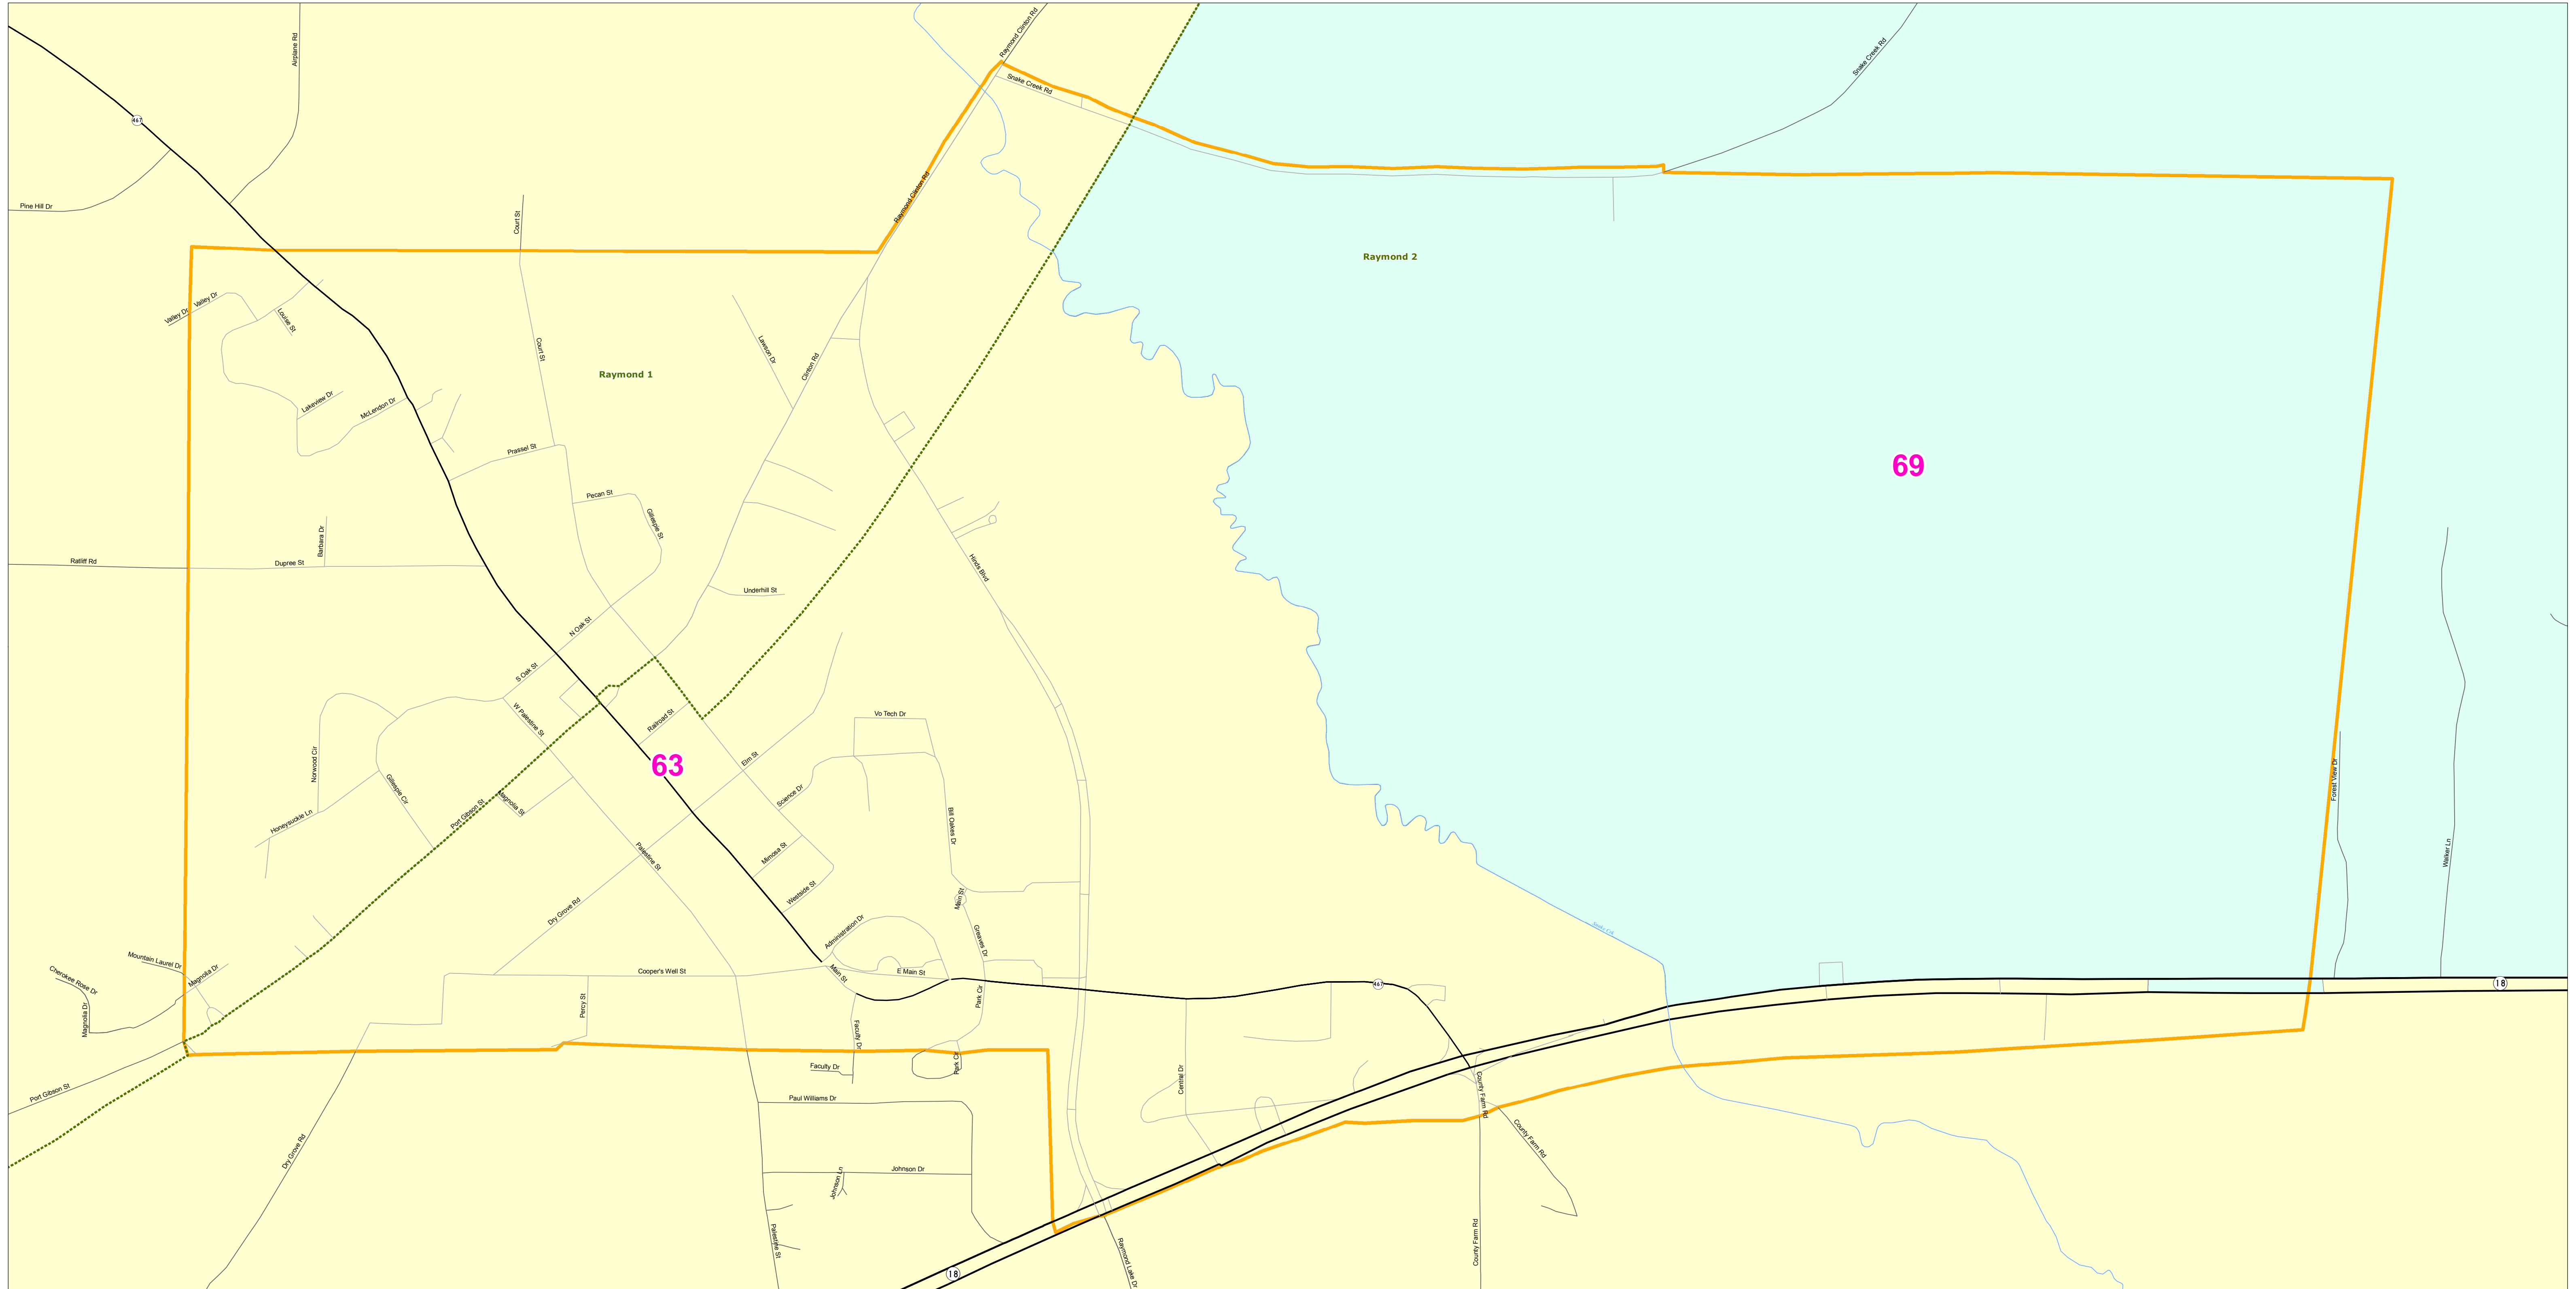 Raymond Clinton Rd
Airplane Rd
Snake Creek Rd
Snake Creek Rd
467
Raymond Clinton Rd
Pine Hill Dr
Court St
Raymond 2
Valley Dr
Valley Dr
Louise St
Court St
Lawson Dr
Clinton Rd
Raymond 1
Lakeview Dr
McLendon Dr
Prassel St
69
Pecan St
Gillespie St
Barbara Dr
Ratliff Rd
Dupree St
Hinds Blvd
Underhill St
N Oak St
S Oak St
W Palestine St
Railroad St
Vo Tech Dr
Norwood Cir
63
Elm St
Forest View Dr
Gillespie Cir
Magnolia St
Science Dr
Port Gibson St
Honeysuckle Ln
Bill Oakes Dr
Palestine St
Mimosa St
Walker Ln
Westside St
Main St
Dry Grove Rd
Administration Dr
Greaves Dr
Mountain Laurel Dr
Cherokee Rose Dr
Magnolia Dr
Cooper's Well St
Main St
E Main St
467
18
Magnolia Dr
Percy St
Park Cir
Faculty Dr
Faculty Dr
Park Cir
Central Dr
Port Gibson St
Paul Williams Dr
County Farm Rd
County Farm Rd
Dry Grove Rd
Johnson Ln
Johnson Dr
Palestine St
County Farm Rd
Raymond Lake Dr
18